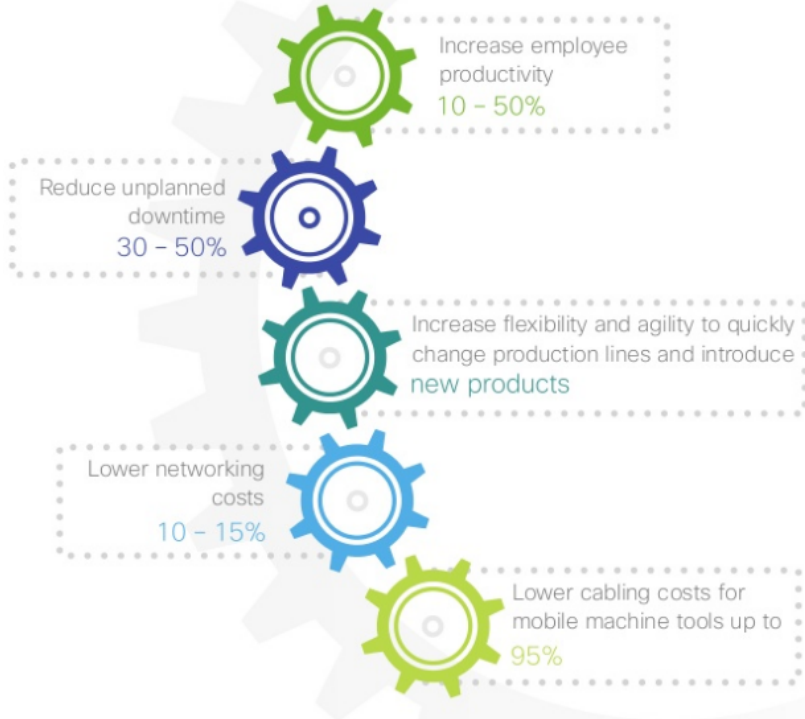 Increase employee
productivity
10 – 50%
Reduce unplanned
downtime
30 – 50%
Increase flexibility and agility to quickly
change production lines and introduce
new products
Lower networking
costs
10 – 15%
Lower cabling costs for
mobile machine tools up to
95%